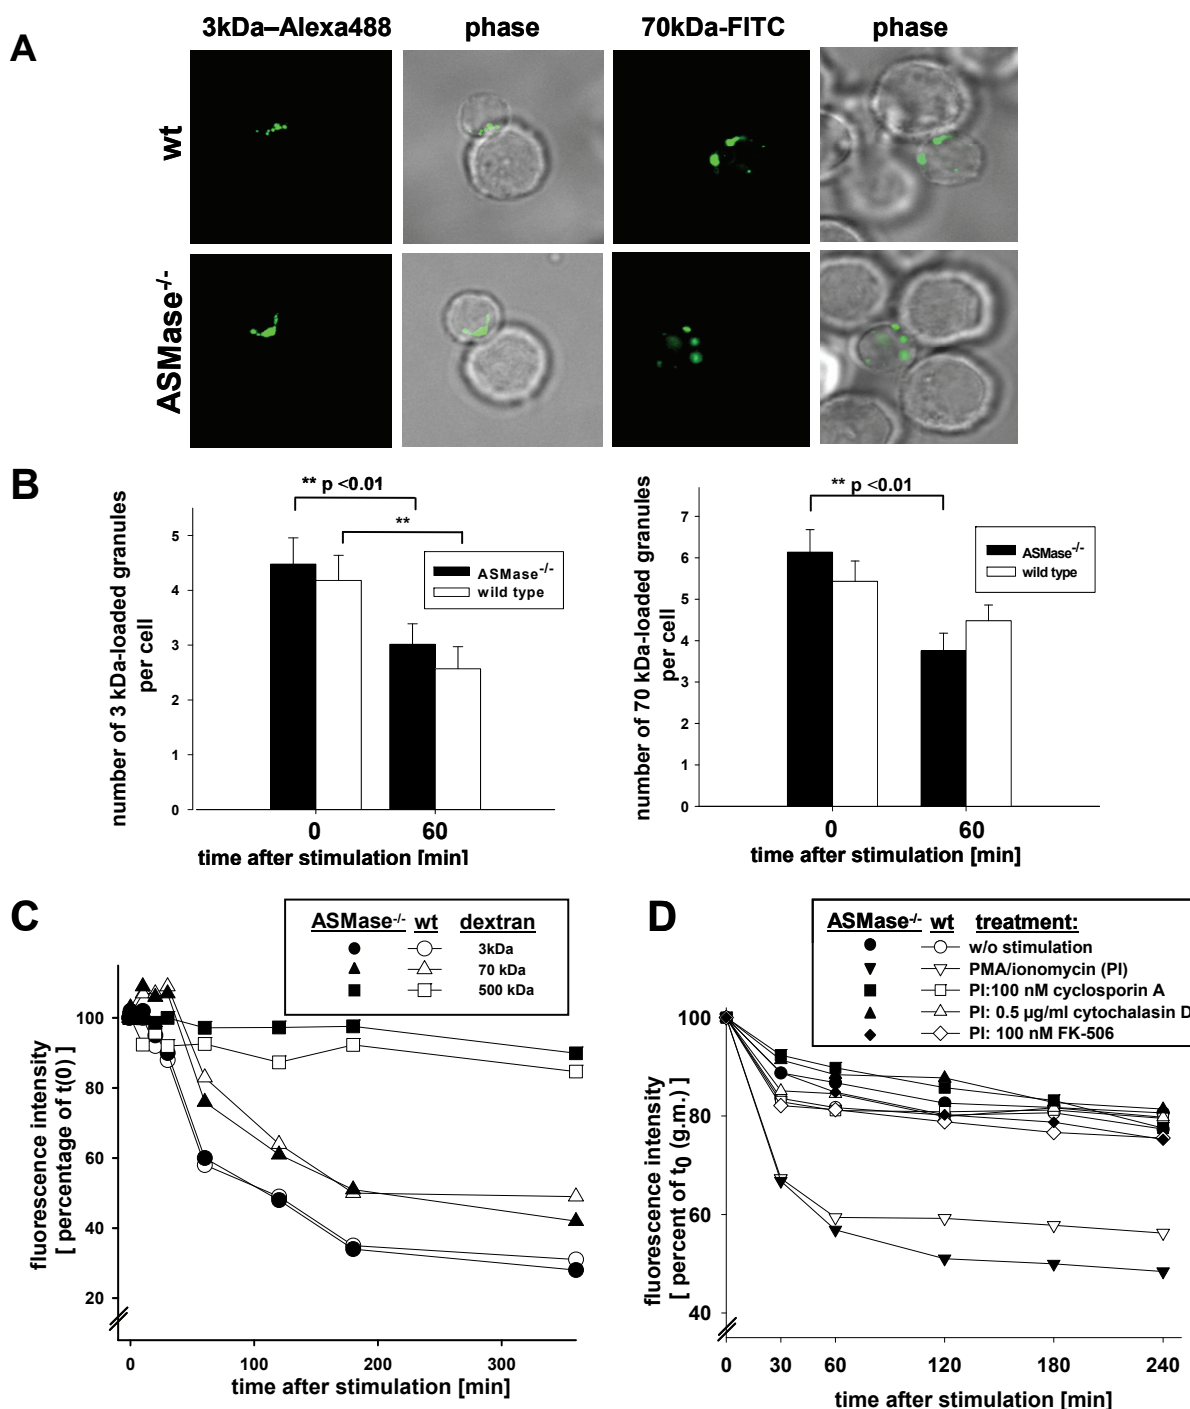 A
3kDa–Alexa488 phase 70kDa-FITC phase
wt
ASMase-/-
B
number of 3 kDa-loaded granules
per cell
5
4
3
2
1
0
** p <0.01
**
ASMase-/-
wild type
0 60
time after stimulation [min]
number of 70 kDa-loaded granules
per cell
7
6
5
4
3
2
1
0
** p <0.01
ASMase-/-
wild type
0 60
time after stimulation [min]
C
ASMase-/- wt dextran
3kDa
70 kDa
500 kDa
fluorescence intensity
[ percentage of t(0) ]
100
80
60
40
20
0 100 200 300
time after stimulation [min]
D
ASMase-/- wt treatment:
w/o stimulation
PMA/ionomycin (PI)
PI:100 nM cyclosporin A
PI: 0.5 µg/ml cytochalasin D
PI: 100 nM FK-506
fluorescence intensity
[ percent of t0 (g.m.) ]
100
80
60
40
0 30 60 120 180 240
time after stimulation [min]